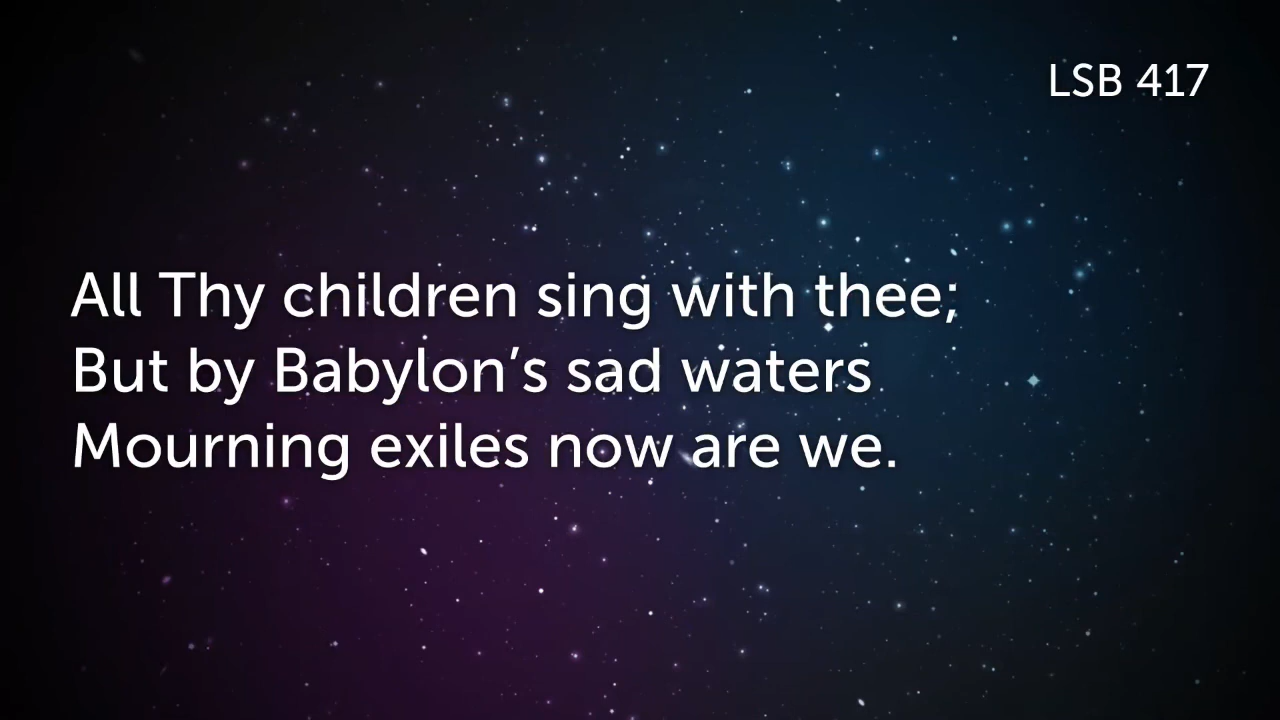 LSB 417
All Thy children sing with thee;
But by Babylon’s sad waters
Mourning exiles now are we.